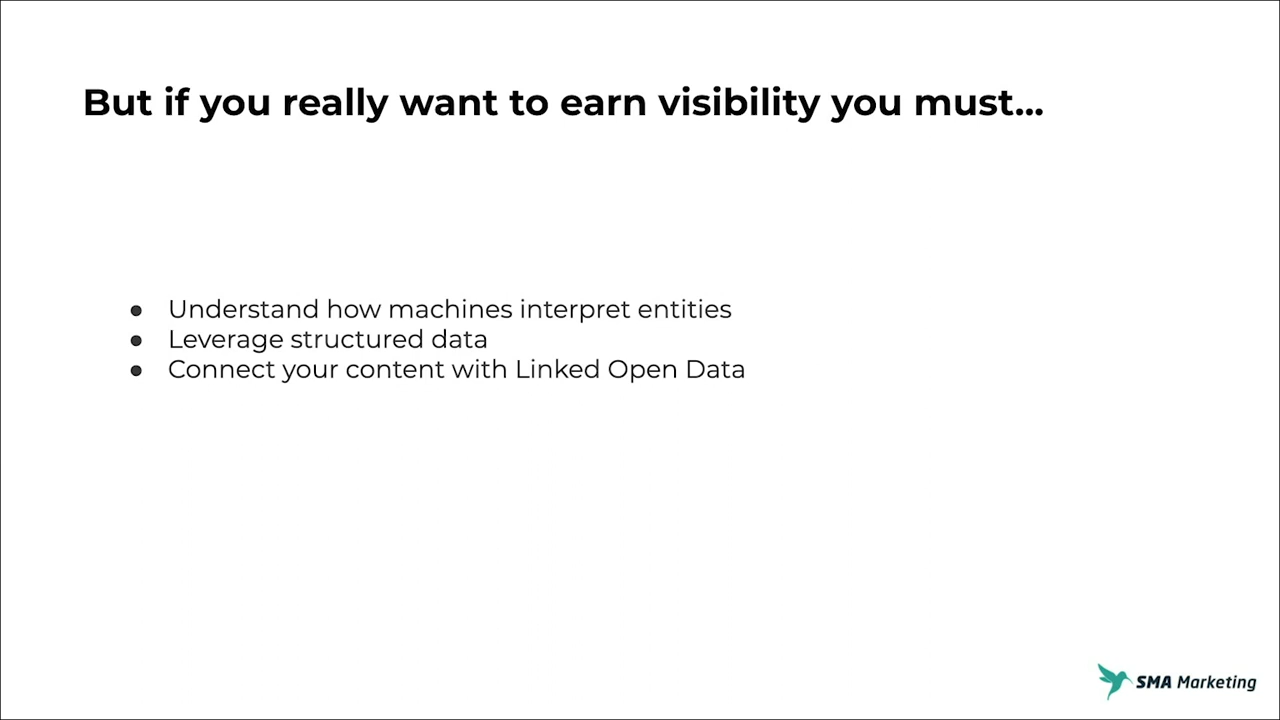 But if you really want to earn visibility you must...
● Understand how machines interpret entities
● Leverage structured data
● Connect your content with Linked Open Data
SMA Marketing